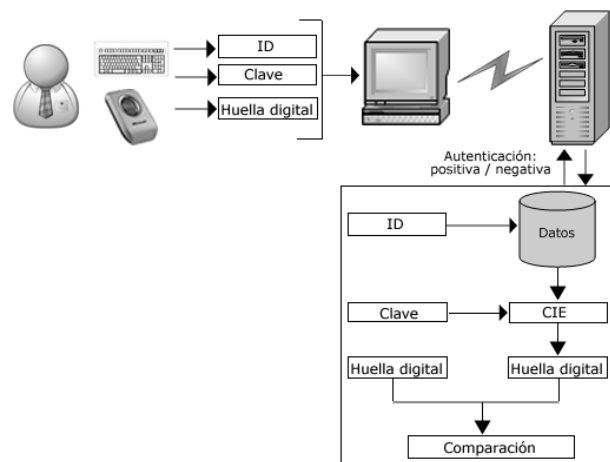 ID
Clave
Huella digital
Autenticación:
positiva / negativa
ID
Datos
Clave
CIE
Huella digital
Huella digital
Comparación